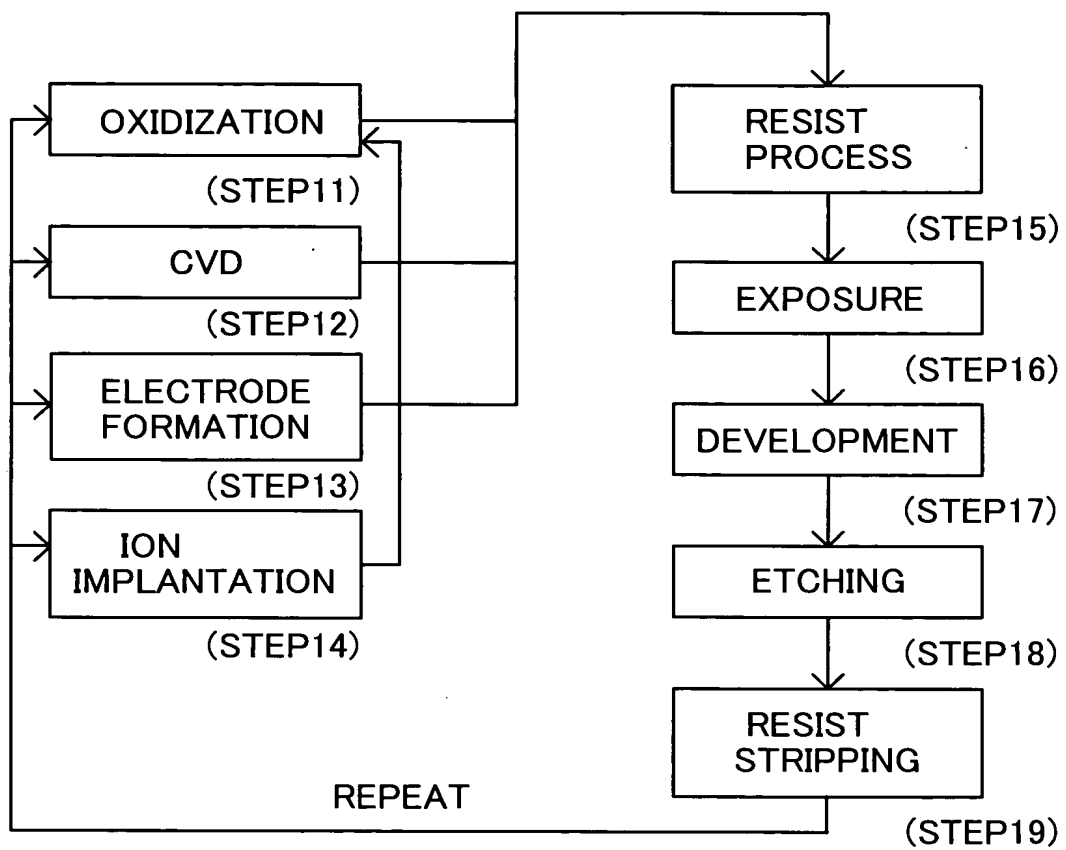 OXIDIZATION
(STEP11)
CVD
(STEP12)
ELECTRODE
FORMATION
(STEP13)
ION
IMPLANTATION
(STEP14)
RESIST
PROCESS
(STEP15)
EXPOSURE
(STEP16)
DEVELOPMENT
(STEP17)
ETCHING
(STEP18)
RESIST
STRIPPING
(STEP19)
REPEAT